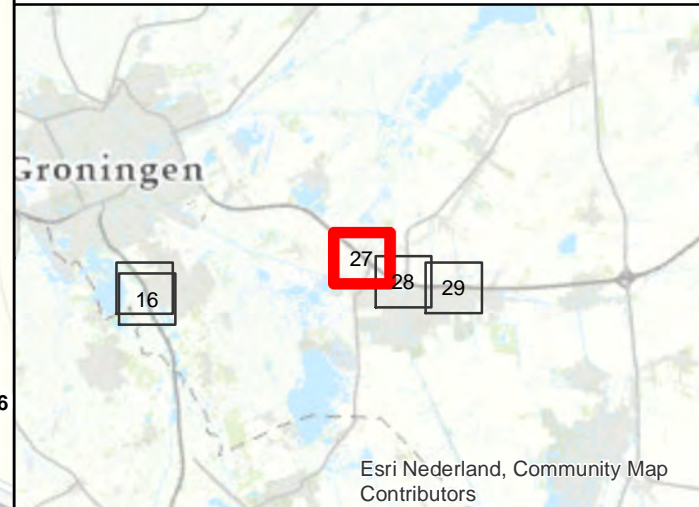 Groningen
27
28
29
16
6
Esri Nederland, Community Map
Contributors